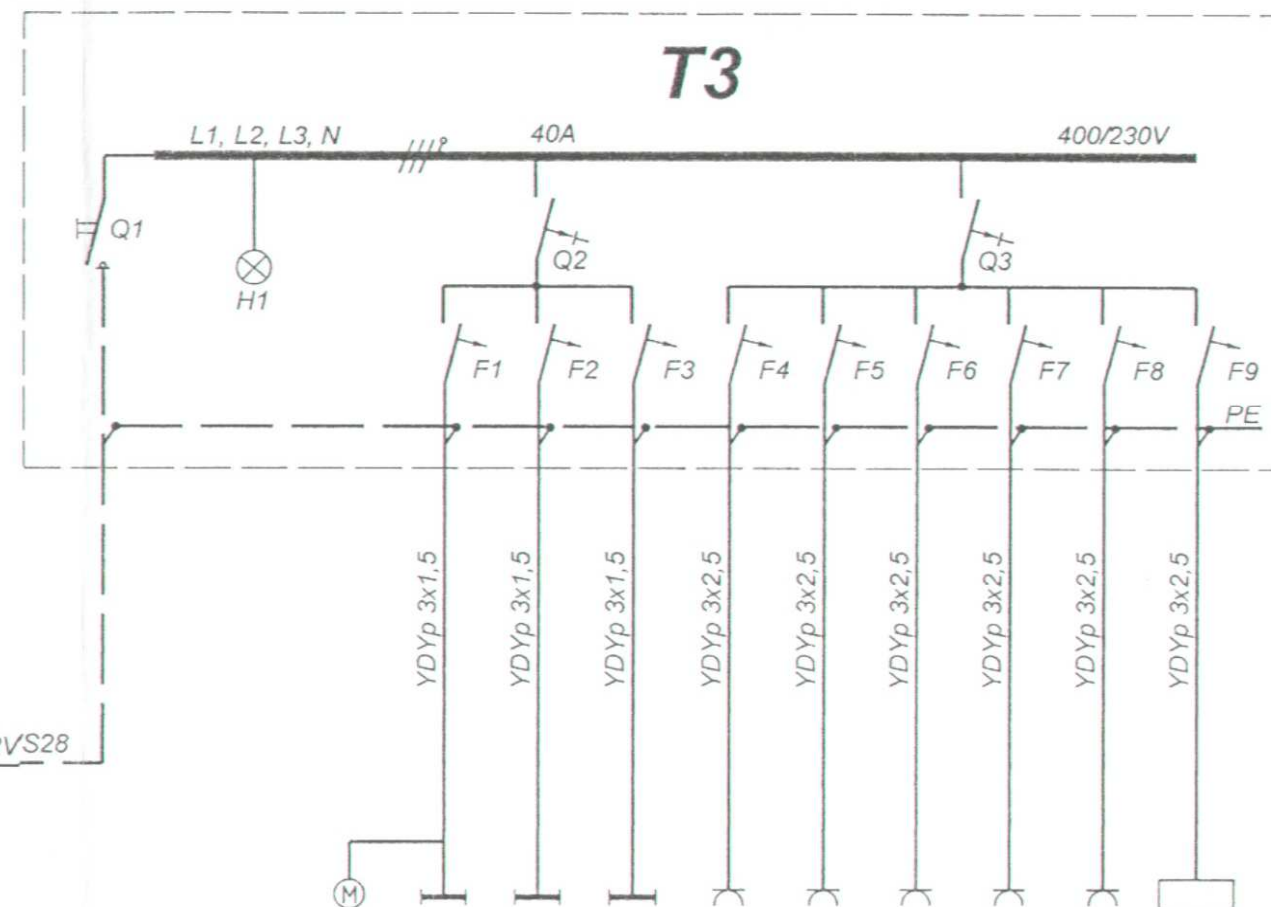 T3
L1, L2, L3, N
40A
400/230V
Q1
H1
Q2
Q3
F1
F2
F3
F4
F5
F6
F7
F8
F9
PE
YDYp 3x1,5
YDYp 3x1,5
YDYp 3x1,5
YDYp 3x2,5
YDYp 3x2,5
YDYp 3x2,5
YDYp 3x2,5
YDYp 3x2,5
YDYp 3x2,5
VS28
M